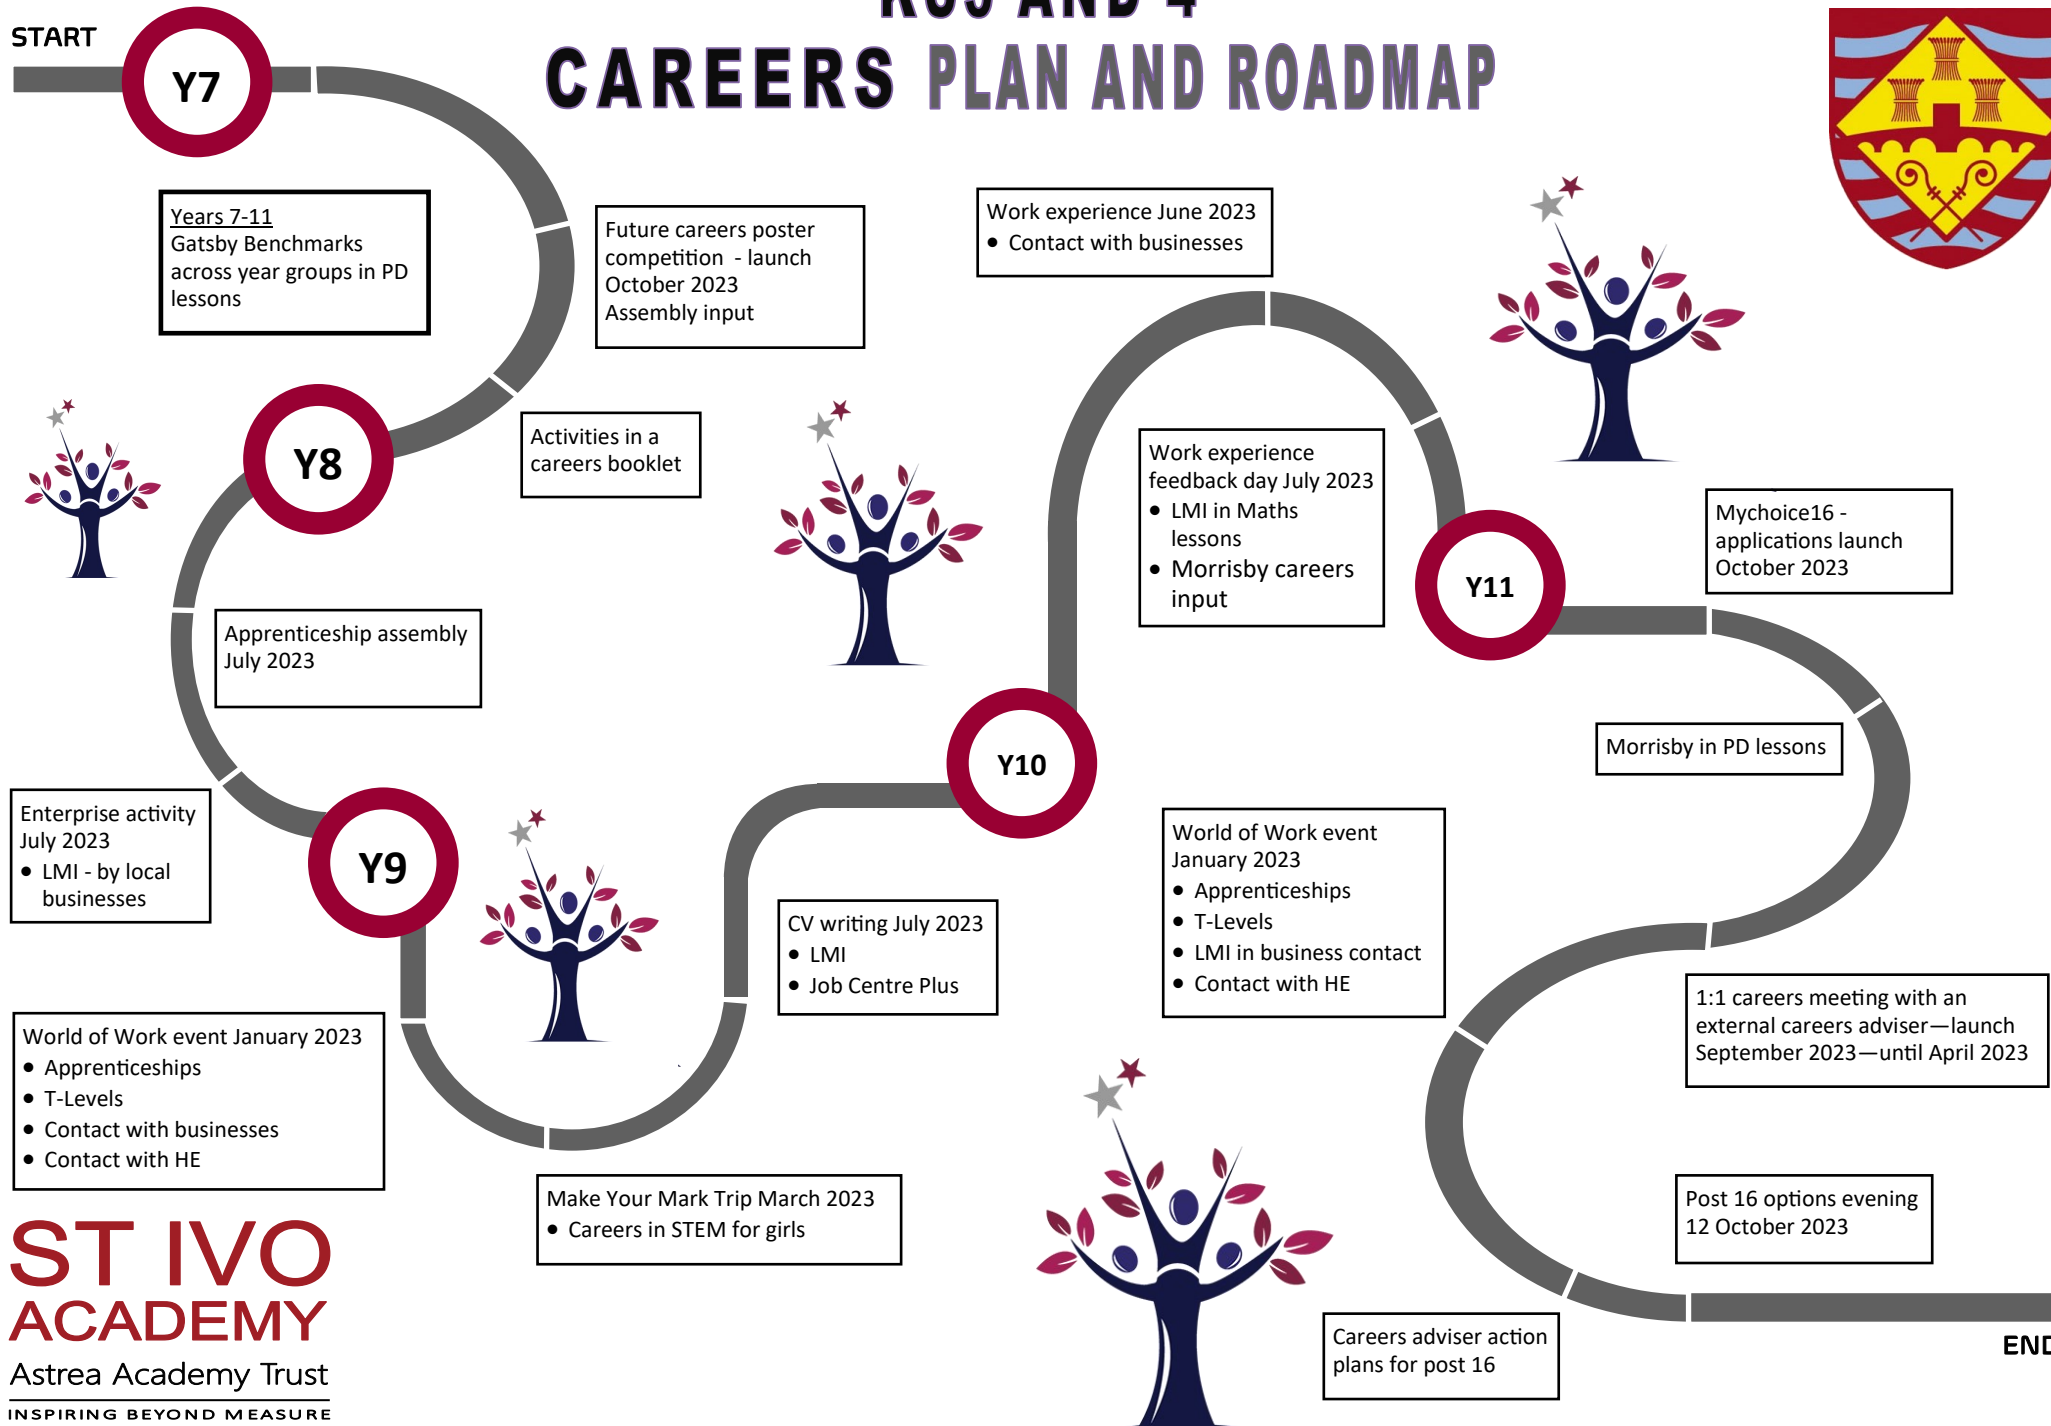 KS3 AND 4
CAREERS PLAN AND ROADMAP
START
Y7
Years 7-11
Gatsby Benchmarks
across year groups in PD
lessons
Future careers poster
competition - launch
October 2023
Assembly input
Activities in a
careers booklet
Y8
Apprenticeship assembly
July 2023
Enterprise activity
July 2023
• LMI - by local
businesses
Y9
World of Work event January 2023
• Apprenticeships
• T-Levels
• Contact with businesses
• Contact with HE
Make Your Mark Trip March 2023
• Careers in STEM for girls
CV writing July 2023
• LMI
• Job Centre Plus
Y10
World of Work event
January 2023
• Apprenticeships
• T-Levels
• LMI in business contact
• Contact with HE
Work experience June 2023
• Contact with businesses
Work experience
feedback day July 2023
• LMI in Maths
lessons
• Morrisby careers
input
Y11
Mychoice16 -
applications launch
October 2023
Morrisby in PD lessons
1:1 careers meeting with an
external careers adviser—launch
September 2023—until April 2023
Post 16 options evening
12 October 2023
Careers adviser action
plans for post 16
END
ST IVO
ACADEMY
Astrea Academy Trust
INSPIRING BEYOND MEASURE